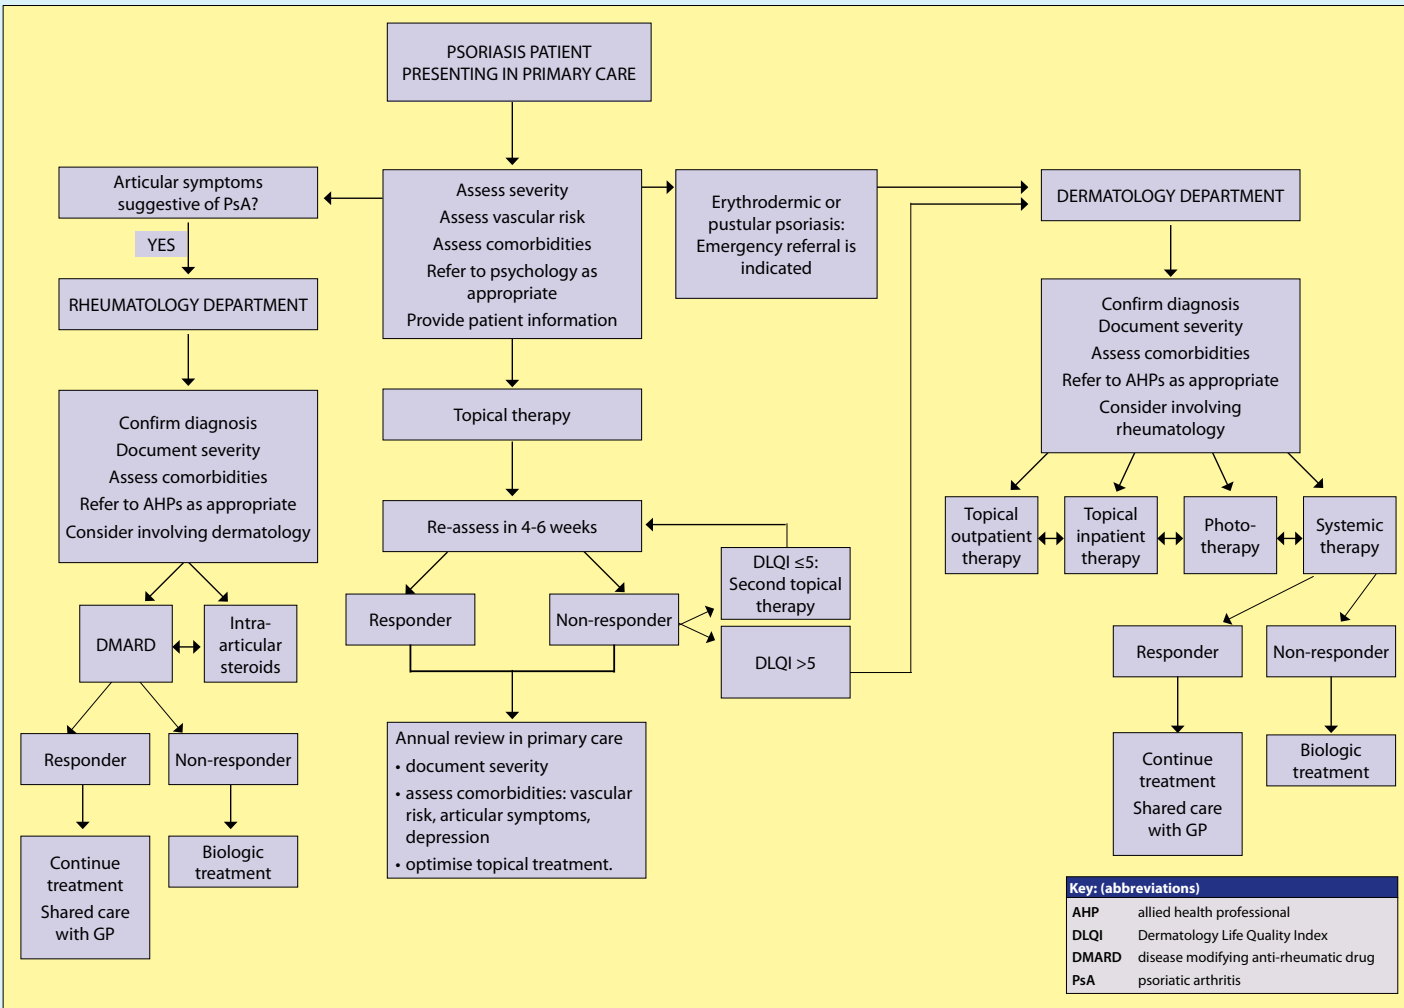 PSORIASIS PATIENT
PRESENTING IN PRIMARY CARE
Articular symptoms
suggestive of PsA?
YES
RHEUMATOLOGY DEPARTMENT
Confirm diagnosis
Document severity
Assess comorbidities
Refer to AHPs as appropriate
Consider involving dermatology
DMARD
Intra-
articular
steroids
Responder
Non-responder
Continue
treatment
Shared care
with GP
Biologic
treatment
Assess severity
Assess vascular risk
Assess comorbidities
Refer to psychology as
appropriate
Provide patient information
Topical therapy
Re-assess in 4-6 weeks
Responder
Non-responder
DLQI ≤5:
Second topical
therapy
DLQI >5
Annual review in primary care
• document severity
• assess comorbidities: vascular
risk, articular symptoms,
depression
• optimise topical treatment.
Erythrodermic or
pustular psoriasis:
Emergency referral is
indicated
DERMATOLOGY DEPARTMENT
Confirm diagnosis
Document severity
Assess comorbidities
Refer to AHPs as appropriate
Consider involving
rheumatology
Topical
outpatient
therapy
Topical
inpatient
therapy
Photo-
therapy
Systemic
therapy
Responder
Non-responder
Continue
treatment
Shared care
with GP
Biologic
treatment
Key: (abbreviations)
AHP allied health professional
DLQI Dermatology Life Quality Index
DMARD disease modifying anti-rheumatic drug
PsA psoriatic arthritis